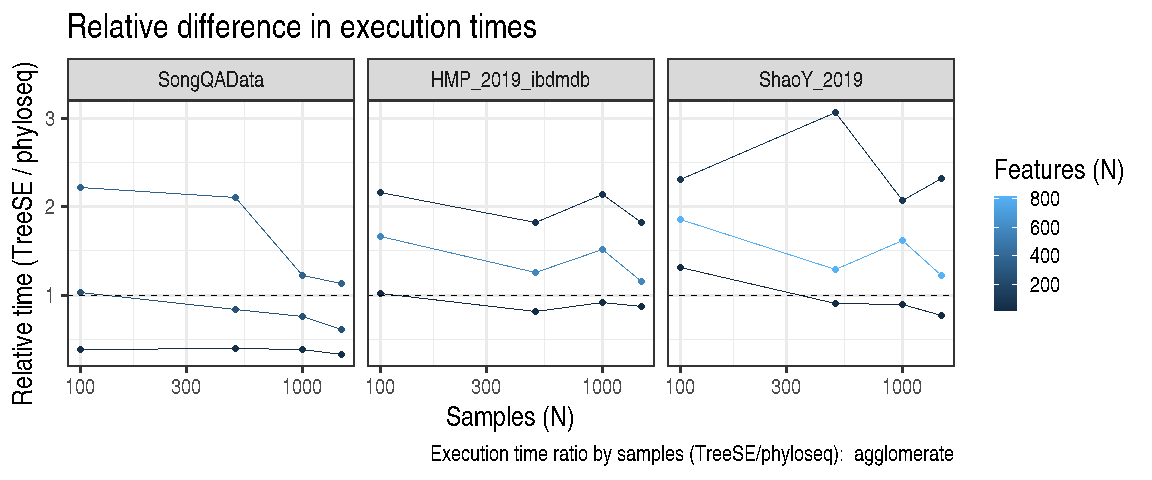 Relative difference in execution times
SongQAData
HMP_2019_ibdmdb
ShaoY_2019
Relative time (TreeSE / phyloseq)
3
2
1
100
300
1000
100
300
1000
100
300
1000
Samples (N)
Features (N)
800
600
400
200
Execution time ratio by samples (TreeSE/phyloseq):  agglomerate